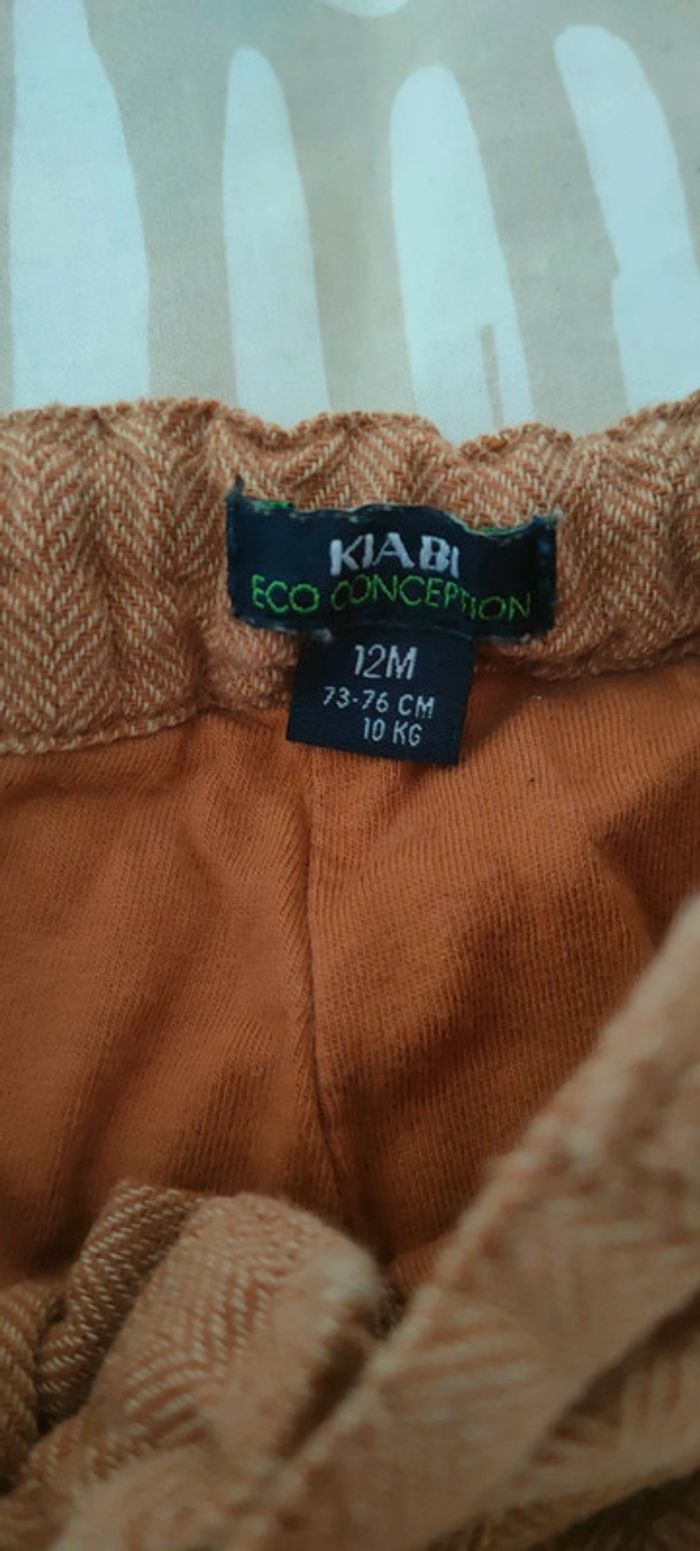 KIABI
ECO CONCEPTION
12M
73-76 CM
10 KG